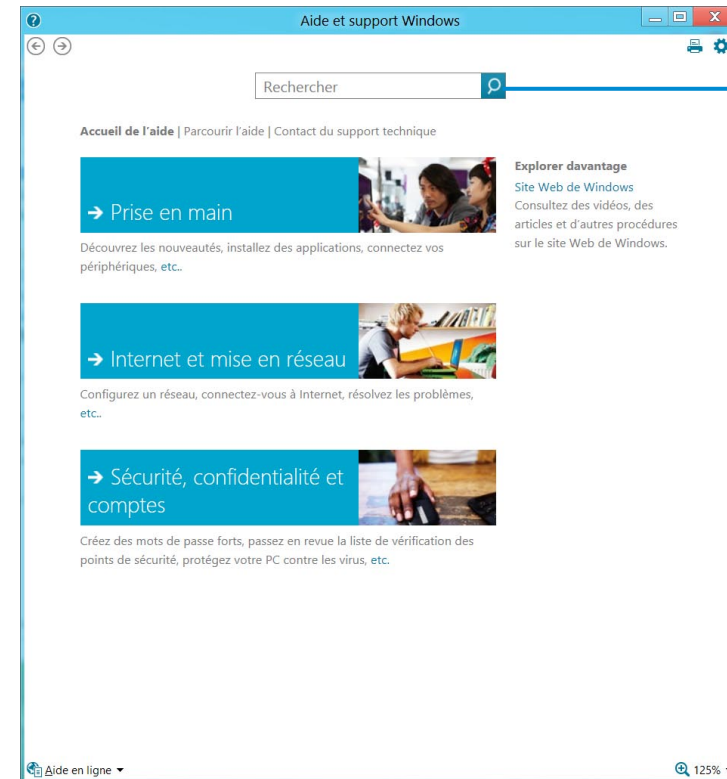 Aide et support Windows
Rechercher
Accueil de l'aide | Parcourir l'aide | Contact du support technique
→ Prise en main
Découvrez les nouveautés, installez des applications, connectez vos
périphériques, etc..
Explorer davantage
Site Web de Windows
Consultez des vidéos, des
articles et d'autres procédures
sur le site Web de Windows.
→ Internet et mise en réseau
Configurez un réseau, connectez-vous à Internet, résolvez les problèmes,
etc..
→ Sécurité, confidentialité et
comptes
Créez des mots de passe forts, passez en revue la liste de vérification des
points de sécurité, protégez votre PC contre les virus, etc.
Aide en ligne
125%